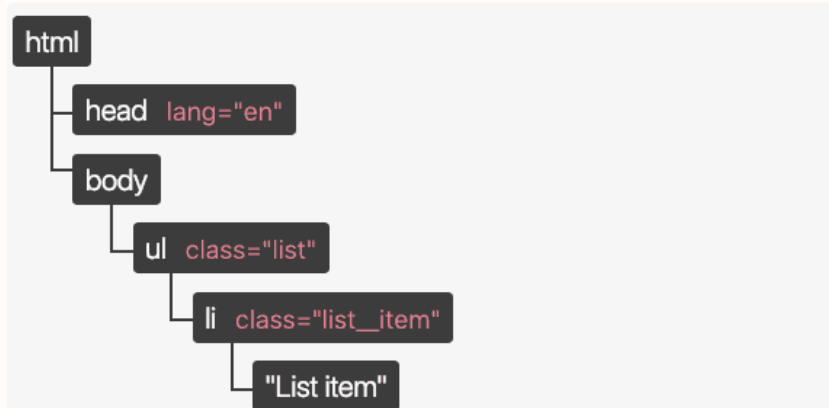 html
head lang="en"
body
ul class="list"
li class="list__item"
"List item"